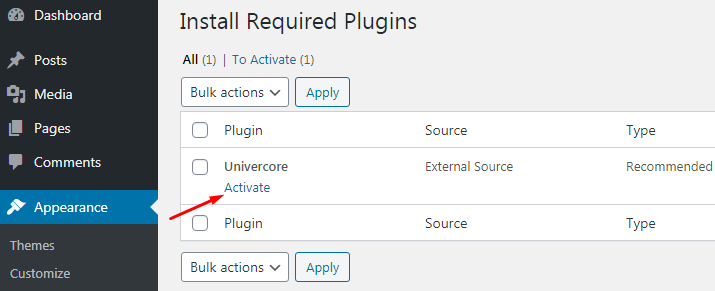 Dashboard
Posts
Media
Pages
Comments
Appearance
Themes
Customize
Install Required Plugins
All (1) | To Activate (1)
Bulk actions Apply
Plugin Source Type
Univercore External Source Recommended
Activate
Plugin Source Type
Bulk actions Apply